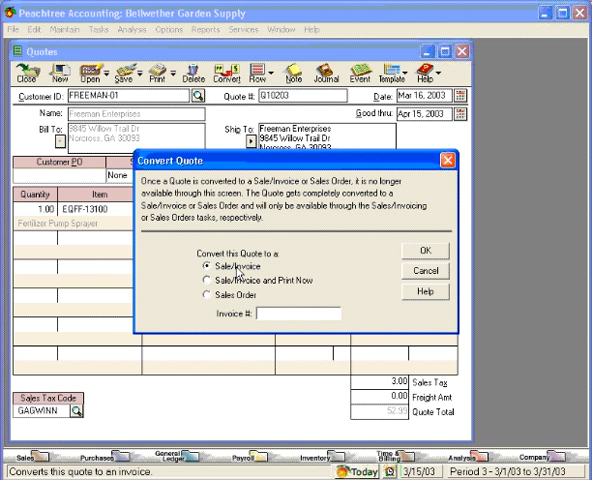 Peachtree Accounting: Bellwether Garden Supply
File Edit Maintain Tasks Analysis Options Reports Services Window Help
Quotes
Close New Open Save Print Delete Convert Row Note Journal Event Template Help
Customer ID: FREEMAN-01 Quote #: Q10203 Date: Mar 16, 2003
Name: Freeman Enterprises Good thru: Apr 15, 2003
Bill To: 9845 Willow Trail Dr
Norcross, GA 30093
Ship To: Freeman Enterprises
9845 Willow Trail Dr
Norcross, GA 30093
Customer PO
None
Quantity Item
1.00 EQFF-13100
Fertilizer Pump Sprayer
Convert Quote
Once a Quote is converted to a Sale/Invoice or Sales Order, it is no longer
available through this screen. The Quote gets completely converted to a
Sale/Invoice or Sales Order and will only be available through the Sales/Invoicing
or Sales Orders tasks, respectively.
Convert this Quote to a:
Sale/Invoice
Sale/Invoice and Print Now
Sales Order
Invoice #:
OK
Cancel
Help
3.00 Sales Tax
0.00 Freight Amt
52.99 Quote Total
Sales Tax Code
GAGWINN
Sales Purchases General Ledger Payroll Inventory Time & Billing Analysis Company
Converts this quote to an invoice. Today 3/15/03 Period 3 - 3/1/03 to 3/31/03